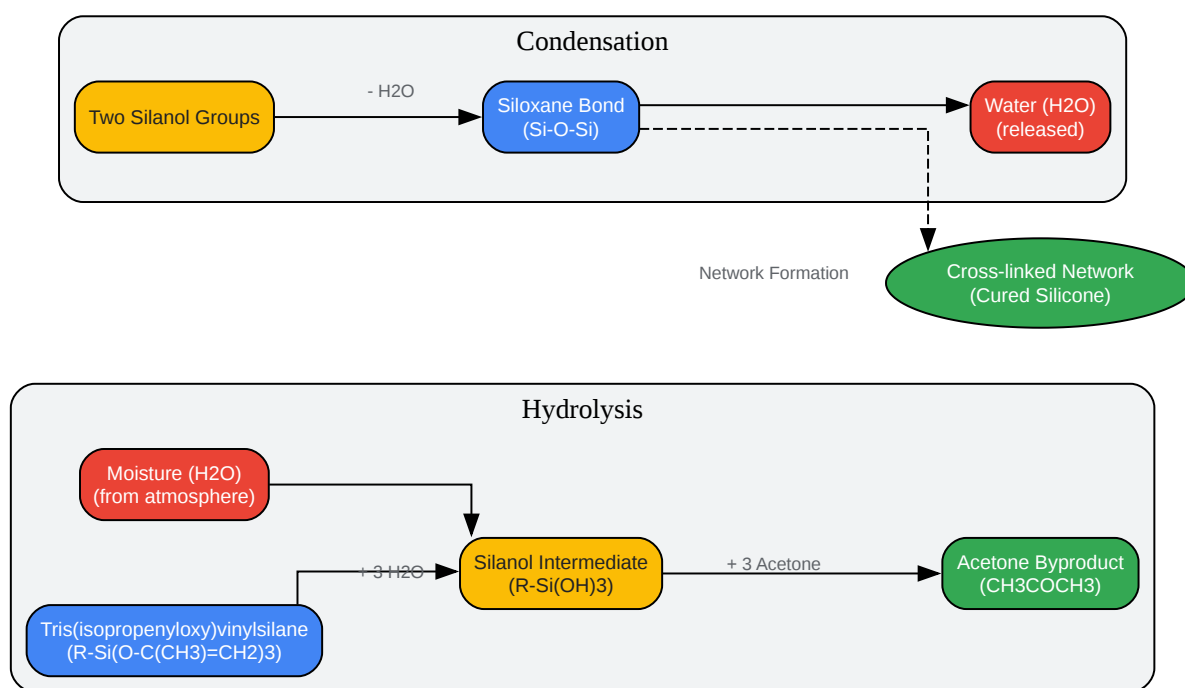 Condensation
Two Silanol Groups
- H2O
Siloxane Bond
(Si-O-Si)
Water (H2O)
(released)
Network Formation
Cross-linked Network
(Cured Silicone)
Hydrolysis
Moisture (H2O)
(from atmosphere)
+ 3 H2O
Silanol Intermediate
(R-Si(OH)3)
+ 3 Acetone
Acetone Byproduct
(CH3COCH3)
Tris(isopropenyloxy)vinylsilane
(R-Si(O-C(CH3)=CH2)3)